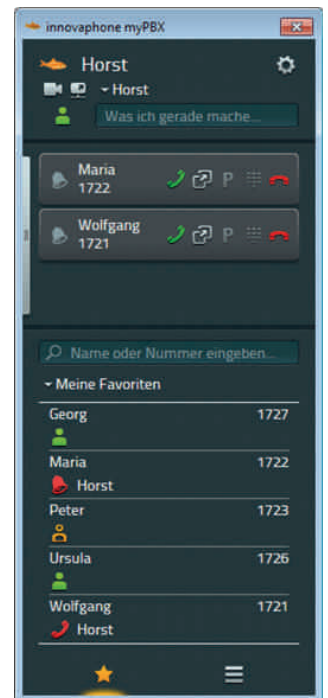 innovaphone myPBX
Horst
Horst
Was ich gerade mache...
Maria
1722
P
Wolfgang
1721
P
Name oder Nummer eingeben...
Meine Favoriten
Georg 1727
Maria 1722
Horst
Peter 1723
Ursula 1726
Wolfgang 1721
Horst